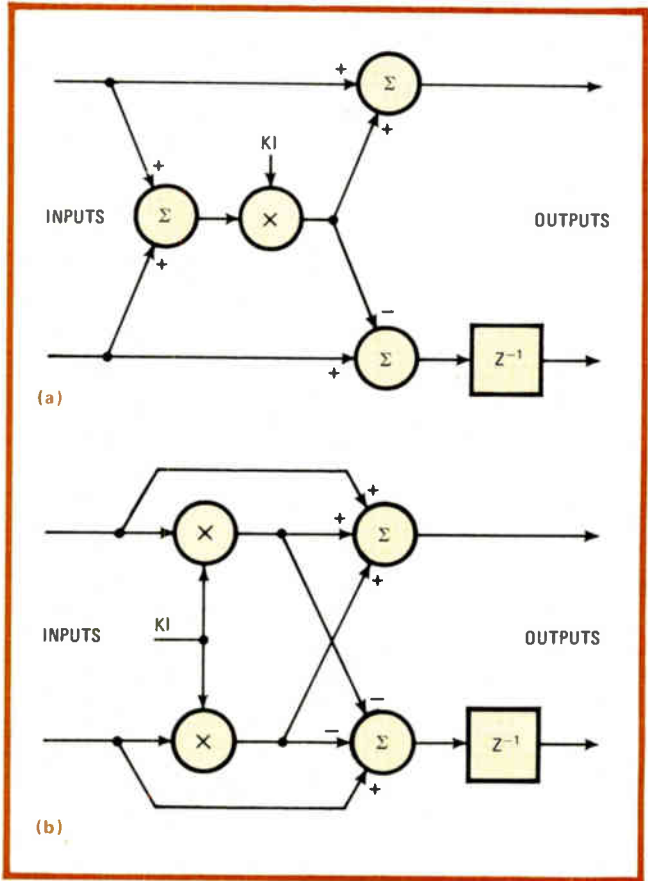 + Σ
+
KI
+
INPUTS Σ × OUTPUTS
+
−
Σ Z⁻¹
+
(a)
+
× + Σ
+
INPUTS KI OUTPUTS
−
× − Σ Z⁻¹
+
(b)